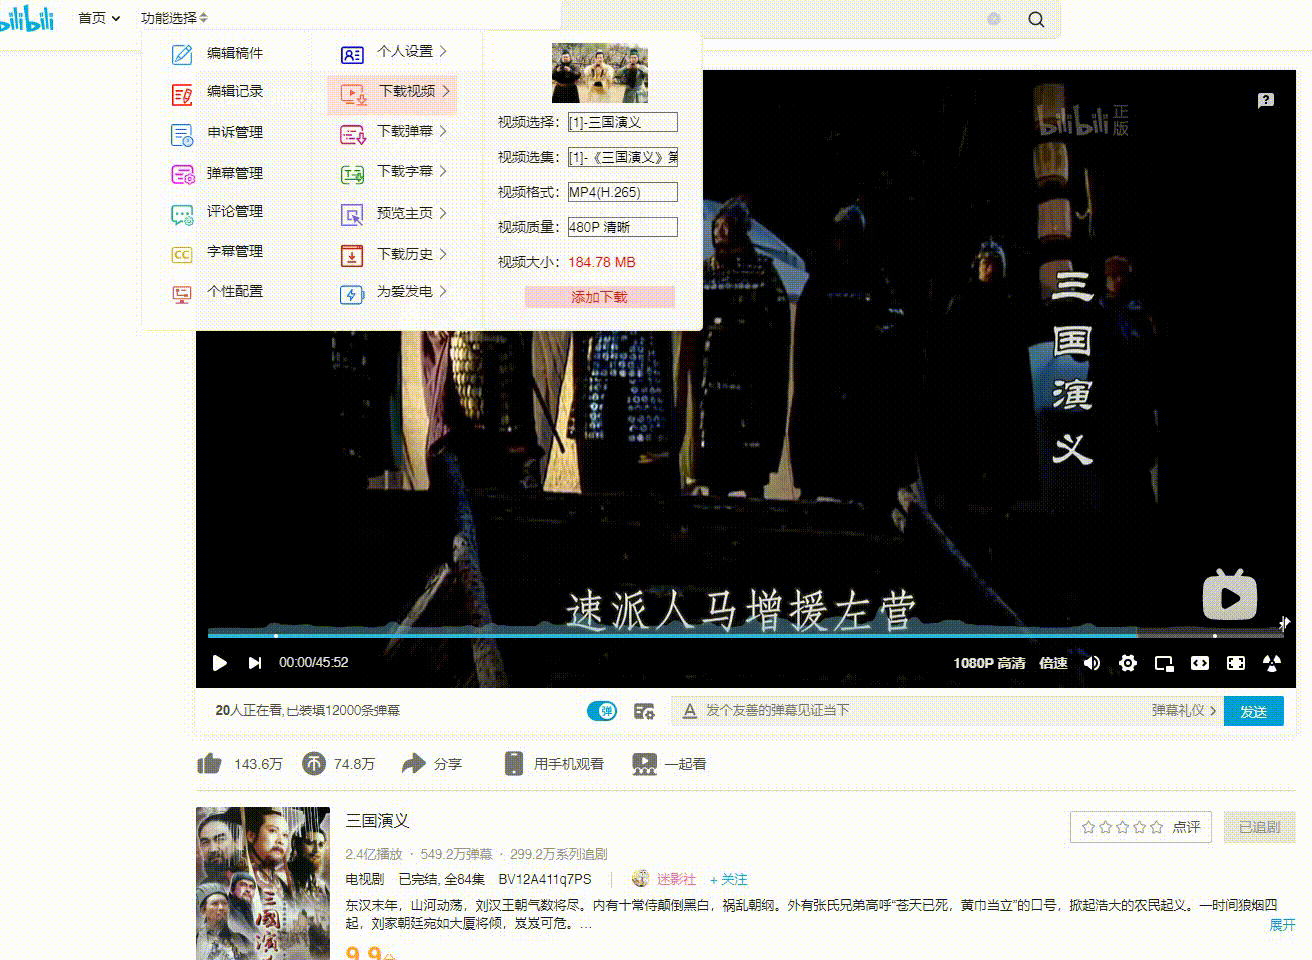 bilibili 首页 功能选择
编辑稿件
编辑记录
申诉管理
弹幕管理
评论管理
字幕管理
个性配置
个人设置
下载视频
下载弹幕
下载字幕
预览主页
下载历史
为爱发电
视频选择: [1]-三国演义
视频选集: [1]-《三国演义》第
视频格式: MP4(H.265)
视频质量: 480P 清晰
视频大小: 184.78 MB
添加下载
bilibili 正版
三国演义
速派人马增援左营
00:00/45:52 1080P 高清 倍速
20人正在看,已装填12000条弹幕 弹 发个友善的弹幕见证当下 弹幕礼仪 发送
143.6万 74.8万 分享 用手机观看 一起看
三国演义 点评 已追剧
2.4亿播放 · 549.2万弹幕 · 299.2万系列追剧
电视剧 已完结, 全84集 BV12A411q7PS 迷影社 + 关注
东汉末年，山河动荡，刘汉王朝气数将尽。内有十常侍颠倒黑白，祸乱朝纲。外有张氏兄弟高呼“苍天已死，黄巾当立”的口号，掀起浩大的农民起义。一时间狼烟四
起，刘家朝廷宛如大厦将倾，岌岌可危。... 展开
三國演
9.9分